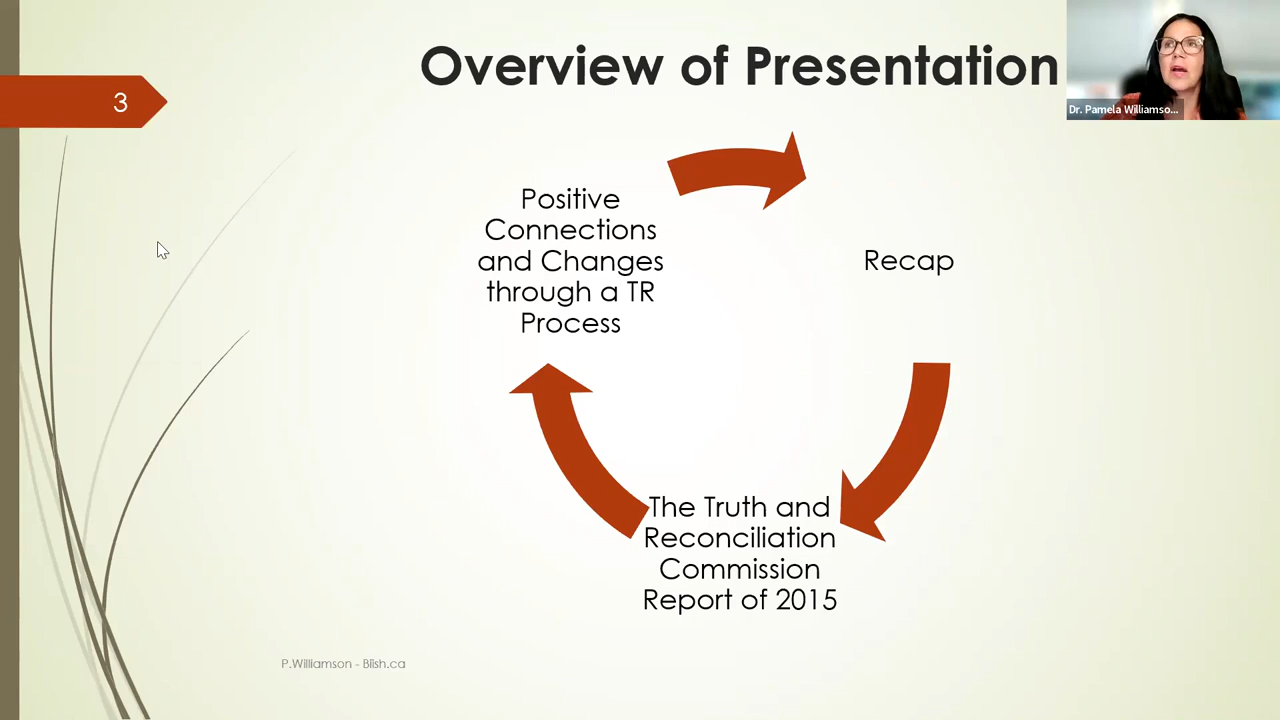 Overview of Presentation
3
Dr. Pamela Williamso...
Positive
Connections
and Changes
through a TR
Process
Recap
The Truth and
Reconciliation
Commission
Report of 2015
P.Williamson - Biish.ca